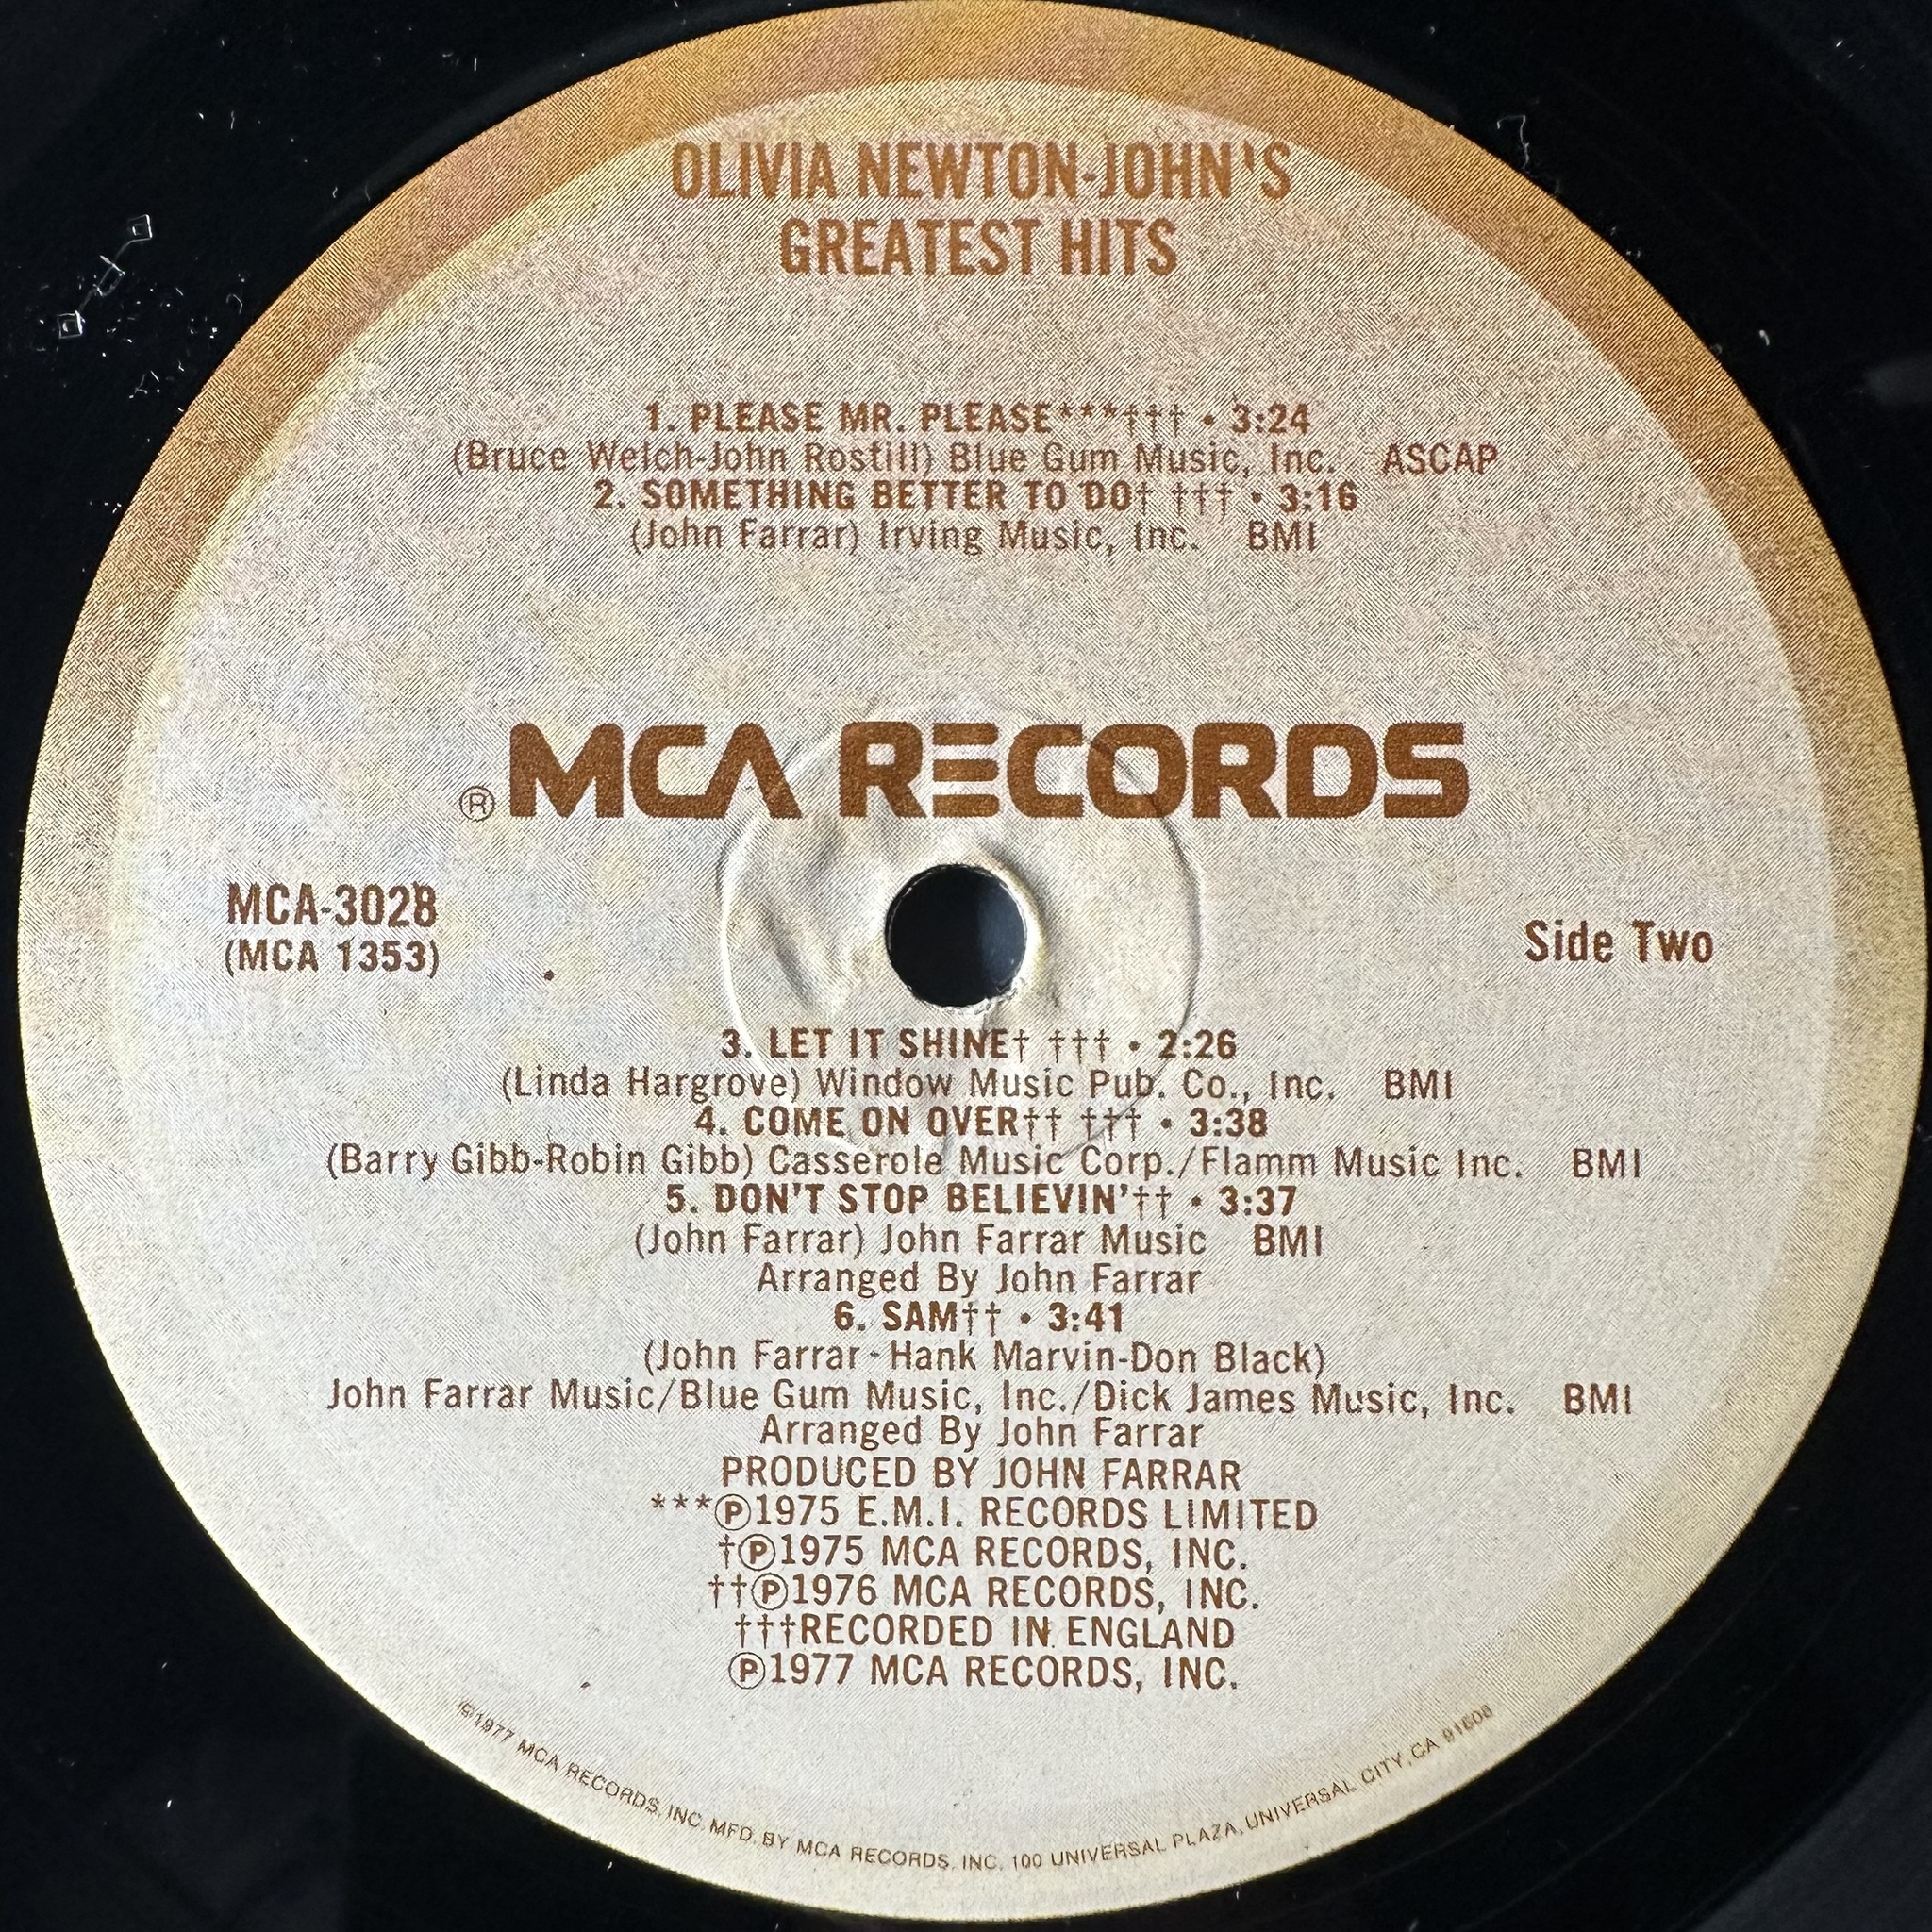 OLIVIA NEWTON-JOHN'S
GREATEST HITS
1. PLEASE MR. PLEASE***††† • 3:24
(Bruce Welch-John Rostill) Blue Gum Music, Inc. ASCAP
2. SOMETHING BETTER TO DO† ††† • 3:16
(John Farrar) Irving Music, Inc. BMI
® MCA RECORDS
MCA-3028
(MCA 1353)
Side Two
3. LET IT SHINE† ††† • 2:26
(Linda Hargrove) Window Music Pub. Co., Inc. BMI
4. COME ON OVER†† ††† • 3:38
(Barry Gibb-Robin Gibb) Casserole Music Corp./Flamm Music Inc. BMI
5. DON'T STOP BELIEVIN'†† • 3:37
(John Farrar) John Farrar Music BMI
Arranged By John Farrar
6. SAM†† • 3:41
(John Farrar-Hank Marvin-Don Black)
John Farrar Music/Blue Gum Music, Inc./Dick James Music, Inc. BMI
Arranged By John Farrar
PRODUCED BY JOHN FARRAR
***℗1975 E.M.I. RECORDS LIMITED
†℗1975 MCA RECORDS, INC.
††℗1976 MCA RECORDS, INC.
†††RECORDED IN ENGLAND
℗1977 MCA RECORDS, INC.
©1977 MCA RECORDS, INC. MFD. BY MCA RECORDS, INC. 100 UNIVERSAL PLAZA, UNIVERSAL CITY, CA 91608